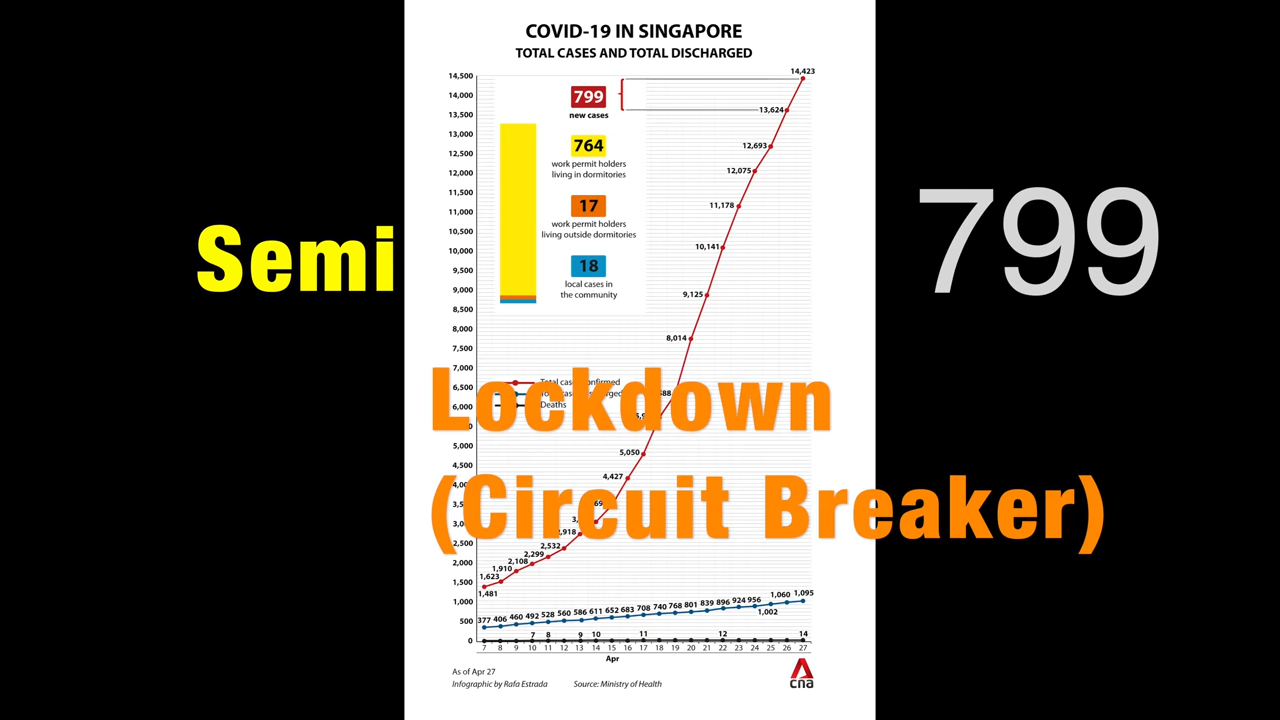 COVID-19 IN SINGAPORE
TOTAL CASES AND TOTAL DISCHARGED
14,423
14,500
14,000
13,500
13,000
12,500
12,000
11,500
11,000
10,500
10,000
9,500
9,000
8,500
8,000
7,500
7,000
6,500
6,000
5,000
4,500
2,500
2,000
1,500
1,000
500
0
799
new cases
764
work permit holders
living in dormitories
17
work permit holders
living outside dormitories
18
local cases in
the community
13,624
12,693
12,075
11,178
10,141
9,125
8,014
5,050
4,427
2,532
2,299
2,108
1,910
1,623
1,481
Semi
799
Deaths
Lockdown
(Circuit Breaker)
377 406 460 492 528 560 586 611 652 683 708 740 768 801 839 896 924 956 1,002 1,060 1,095
7 8 9 10 11 12 14
7 8 9 10 11 12 13 14 15 16 17 18 19 20 21 22 23 24 25 26 27
Apr
As of Apr 27
Infographic by Rafa Estrada Source: Ministry of Health
cna